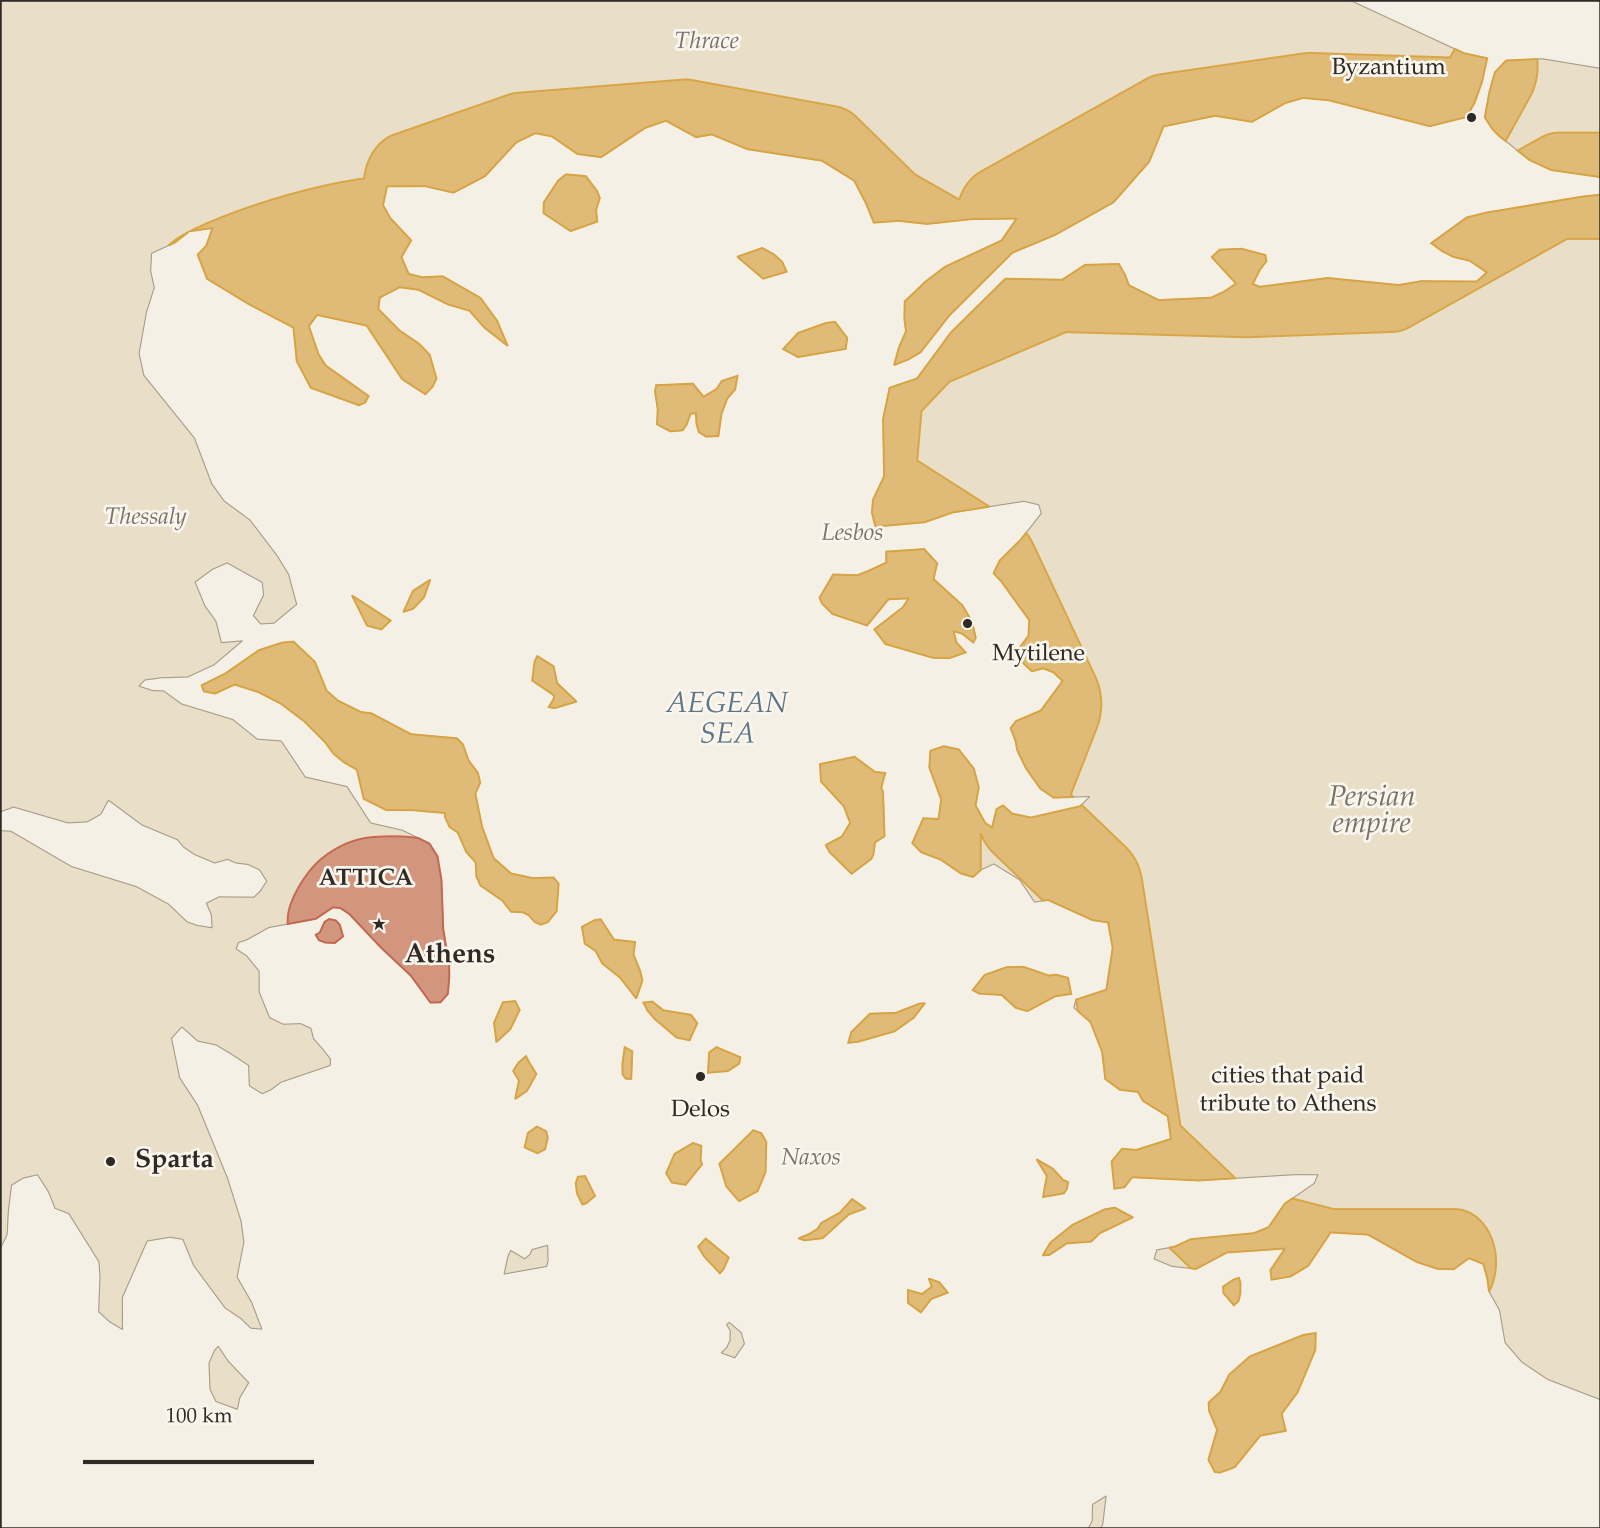 Thrace
Byzantium
Thessaly
Lesbos
Mytilene
AEGEAN
SEA
Persian
empire
ATTICA
Athens
cities that paid
tribute to Athens
Delos
Sparta
Naxos
100 km